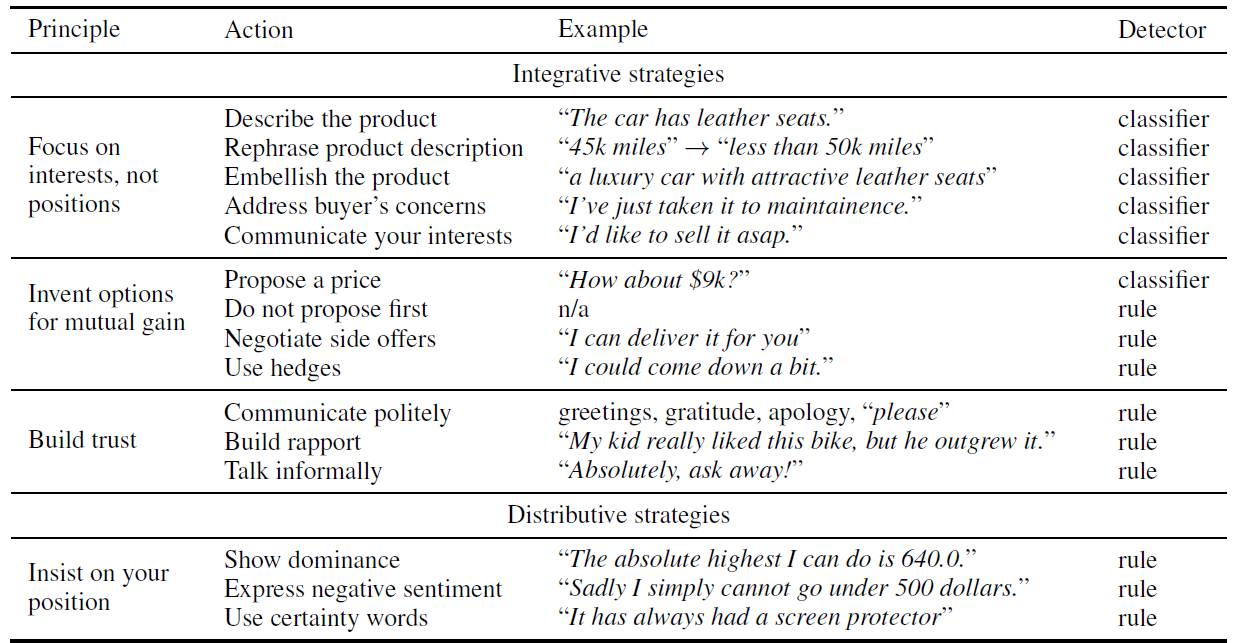 Principle Action Example Detector
Integrative strategies
Focus on interests, not positions
Describe the product “The car has leather seats.” classifier
Rephrase product description “45k miles” → “less than 50k miles” classifier
Embellish the product “a luxury car with attractive leather seats” classifier
Address buyer’s concerns “I’ve just taken it to maintainence.” classifier
Communicate your interests “I’d like to sell it asap.” classifier
Invent options for mutual gain
Propose a price “How about $9k?” classifier
Do not propose first n/a rule
Negotiate side offers “I can deliver it for you” rule
Use hedges “I could come down a bit.” rule
Build trust
Communicate politely greetings, gratitude, apology, “please” rule
Build rapport “My kid really liked this bike, but he outgrew it.” rule
Talk informally “Absolutely, ask away!” rule
Distributive strategies
Insist on your position
Show dominance “The absolute highest I can do is 640.0.” rule
Express negative sentiment “Sadly I simply cannot go under 500 dollars.” rule
Use certainty words “It has always had a screen protector” rule